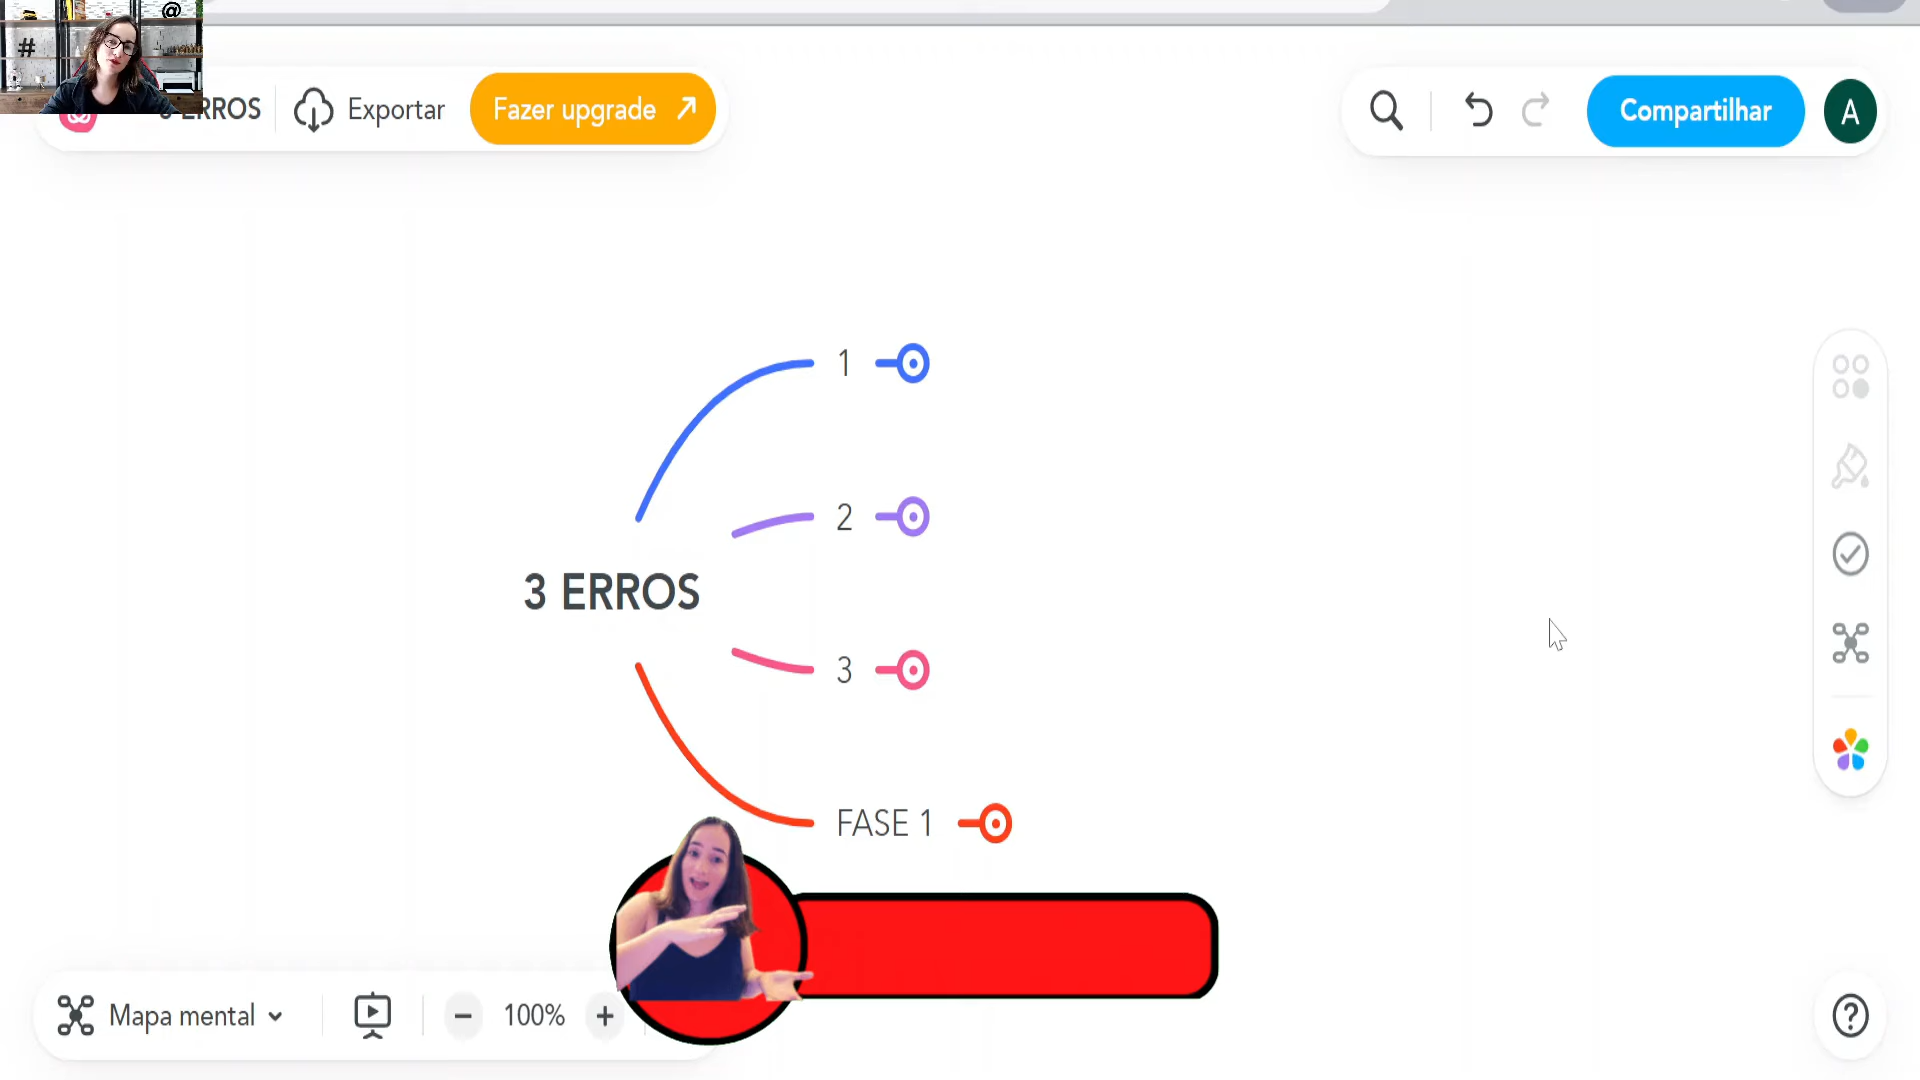 @
#
ERROS
Exportar
Fazer upgrade
Compartilhar
A
1
2
3 ERROS
3
FASE 1
Mapa mental
100%